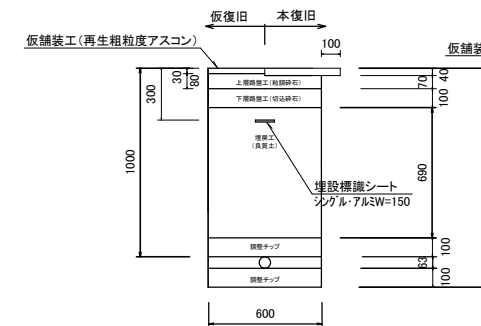 仮復旧 本復旧
仮舗装工(再生粗粒度アスコン)
100
仮舗装
30
80
300
1000
上層路盤工(粒調砕石)
下層路盤工(切込砕石)
埋戻工
(良質土)
埋設標識シート
シングル・アルミW=150
40
70
100
690
調整チップ
100
63
調整チップ
100
600